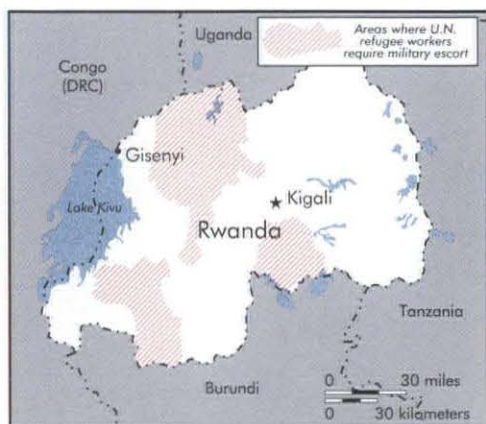 Areas where U.N.
refugee workers
require military escort
Uganda
Congo
(DRC)
Gisenyi
Lake Kivu
Kigali
Rwanda
Tanzania
Burundi
0 30 miles
0 30 kilometers